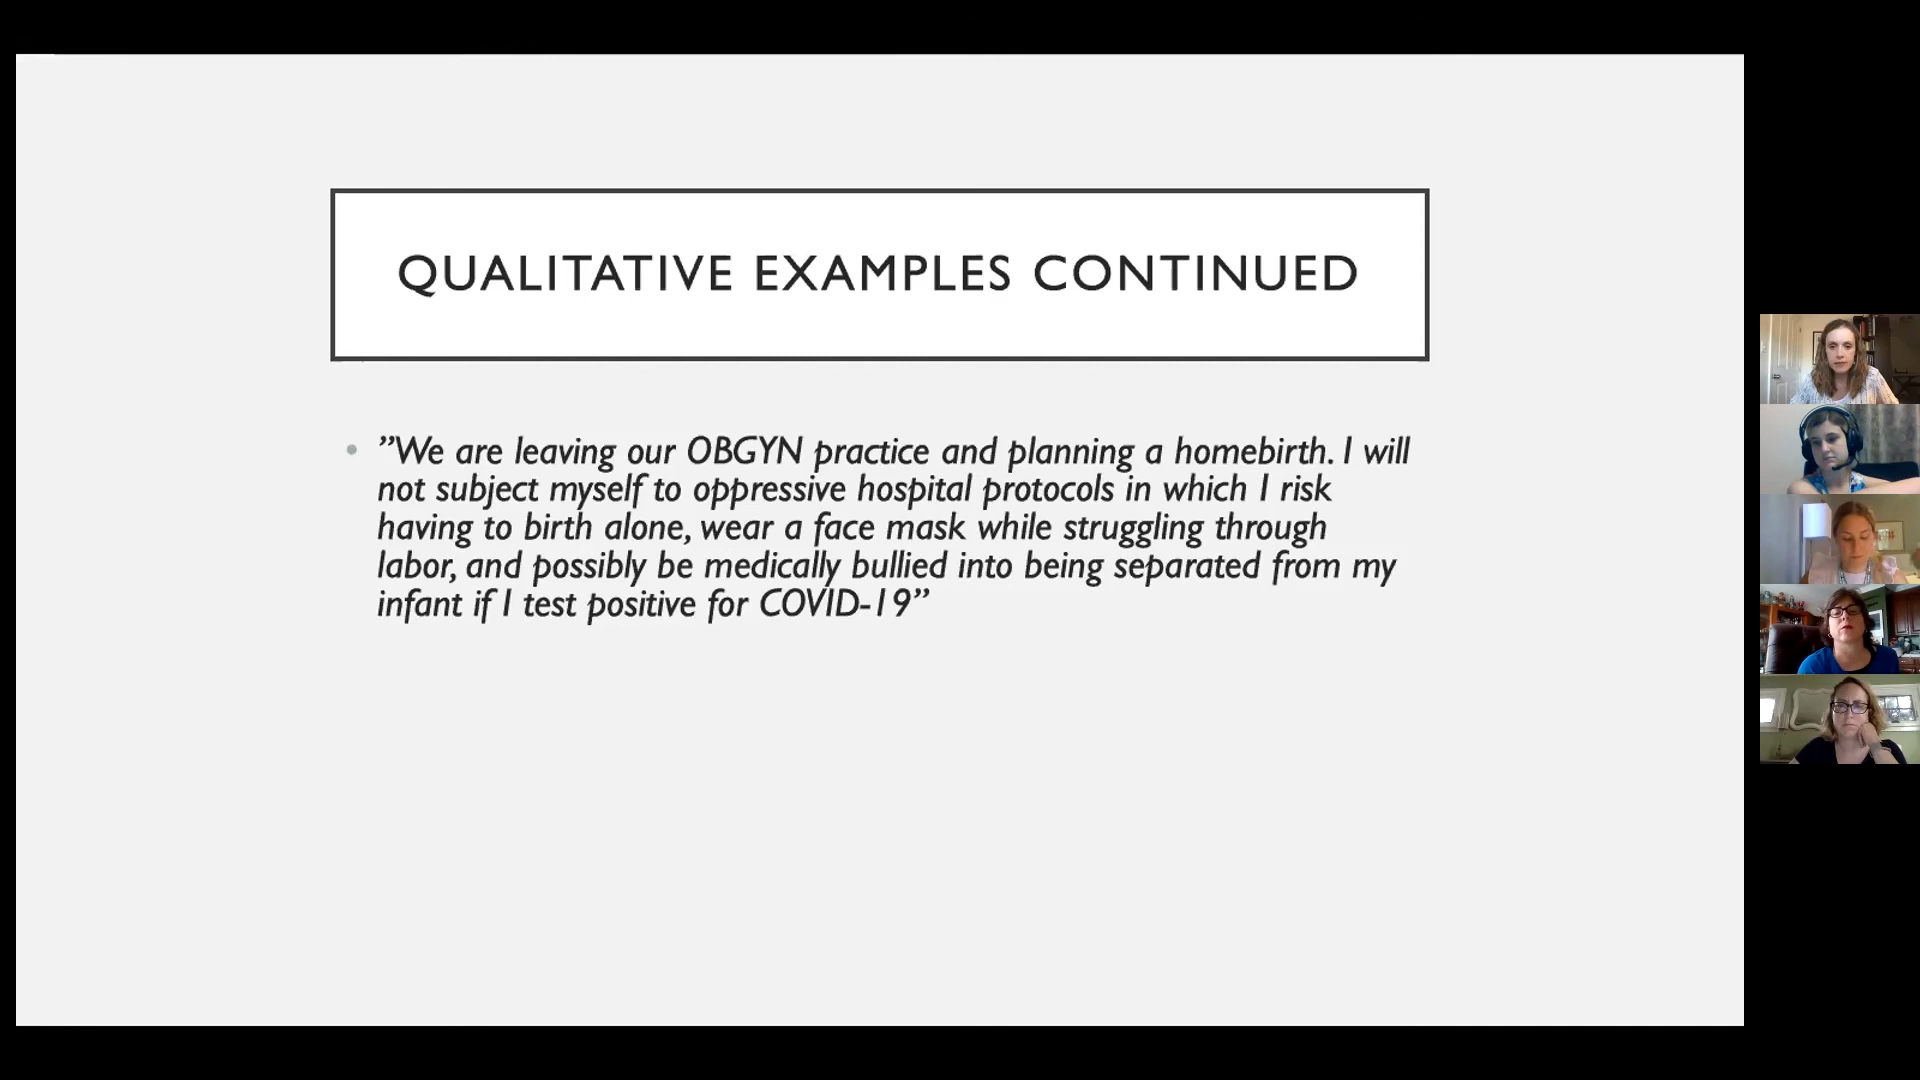 QUALITATIVE EXAMPLES CONTINUED
• ”We are leaving our OBGYN practice and planning a homebirth. I will
not subject myself to oppressive hospital protocols in which I risk
having to birth alone, wear a face mask while struggling through
labor, and possibly be medically bullied into being separated from my
infant if I test positive for COVID-19”